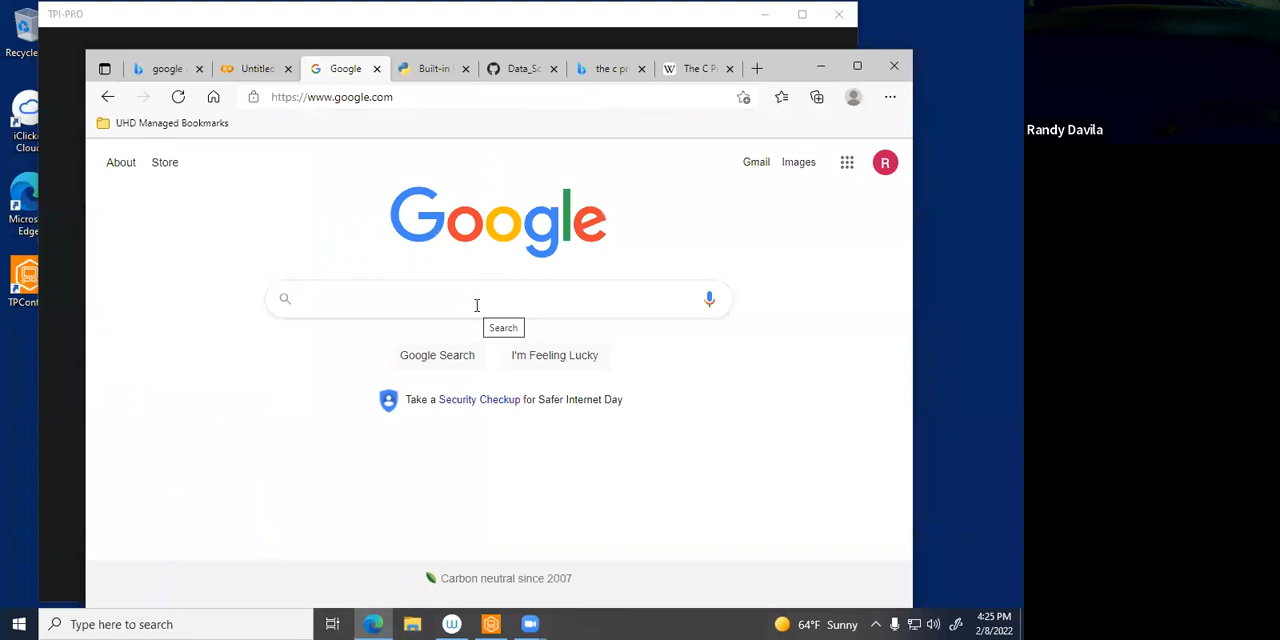 TPI-PRO
Recycle
google
Untitled
Google
Built-in
Data_Sc
the c pr
The C P
https://www.google.com
UHD Managed Bookmarks
iClicke
Cloud
Micros
Edge
TPCont
About
Store
Gmail
Images
R
Google
Search
Google Search
I'm Feeling Lucky
Take a Security Checkup for Safer Internet Day
Carbon neutral since 2007
Randy Davila
Type here to search
64°F Sunny
4:25 PM
2/8/2022